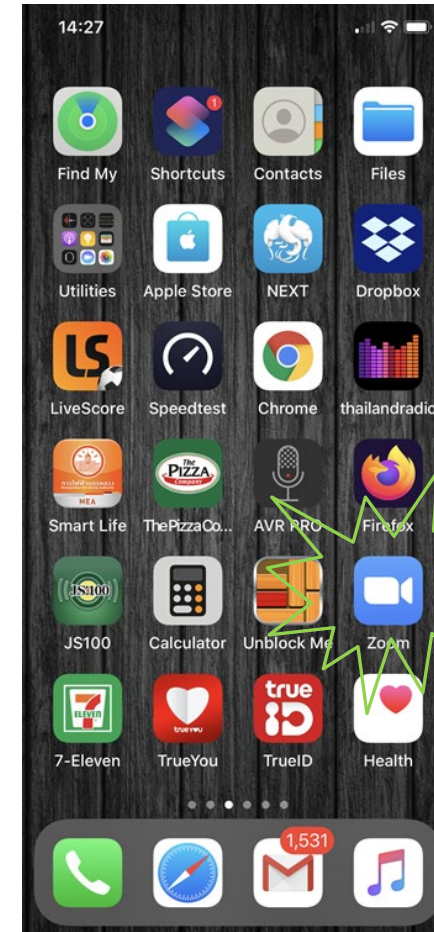 14:27
1
Find My Shortcuts Contacts Files
Utilities Apple Store NEXT Dropbox
LS
LiveScore Speedtest Chrome thailandradio
MEA
The
PIZZA
Company
Smart Life ThePizzaCo... AVR PRO Firefox
JS100
JS100 Calculator Unblock Me Zoom
7
ELEVEN
true YOU
true
iD
7-Eleven TrueYou TrueID Health
1,531